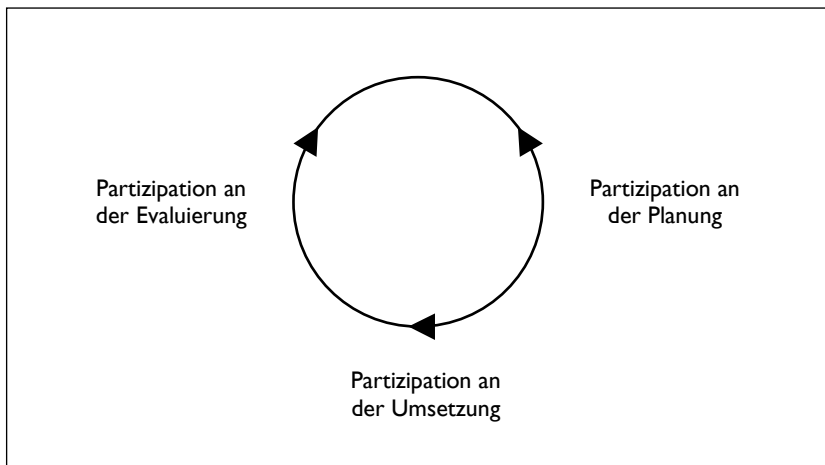 Partizipation an
der Evaluierung
Partizipation an
der Planung
Partizipation an
der Umsetzung